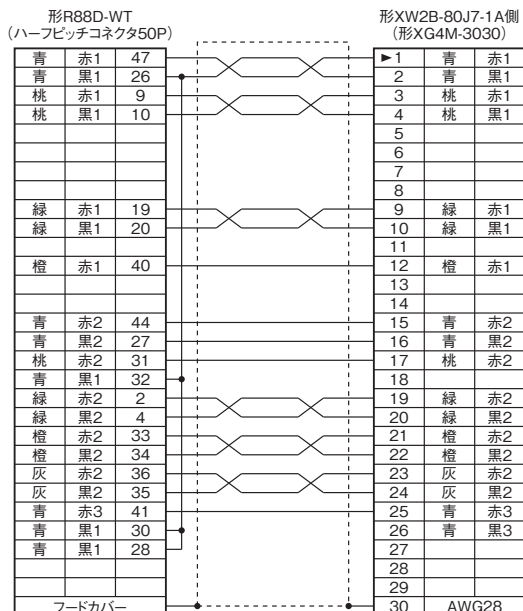 形R88D-WT 形XW2B-80J7-1A側
(ハーフピッチコネクタ50P) (形XG4M-3030)
青 赤1 47 ►1 青 赤1
青 黒1 26 2 青 黒1
桃 赤1 9 3 桃 赤1
桃 黒1 10 4 桃 黒1
5
6
7
8
緑 赤1 19 9 緑 赤1
緑 黒1 20 10 緑 黒1
11
橙 赤1 40 12 橙 赤1
13
14
青 赤2 44 15 青 赤2
青 黒2 27 16 青 黒2
桃 赤2 31 17 桃 赤2
青 黒1 32 18
緑 赤2 2 19 緑 赤2
緑 黒2 4 20 緑 黒2
橙 赤2 33 21 橙 赤2
橙 黒2 34 22 橙 黒2
灰 赤2 36 23 灰 赤2
灰 黒2 35 24 灰 黒2
青 赤3 41 25 青 赤3
青 黒1 30 26 青 黒3
青 黒1 28 27
28
29
フードカバー 30 AWG28